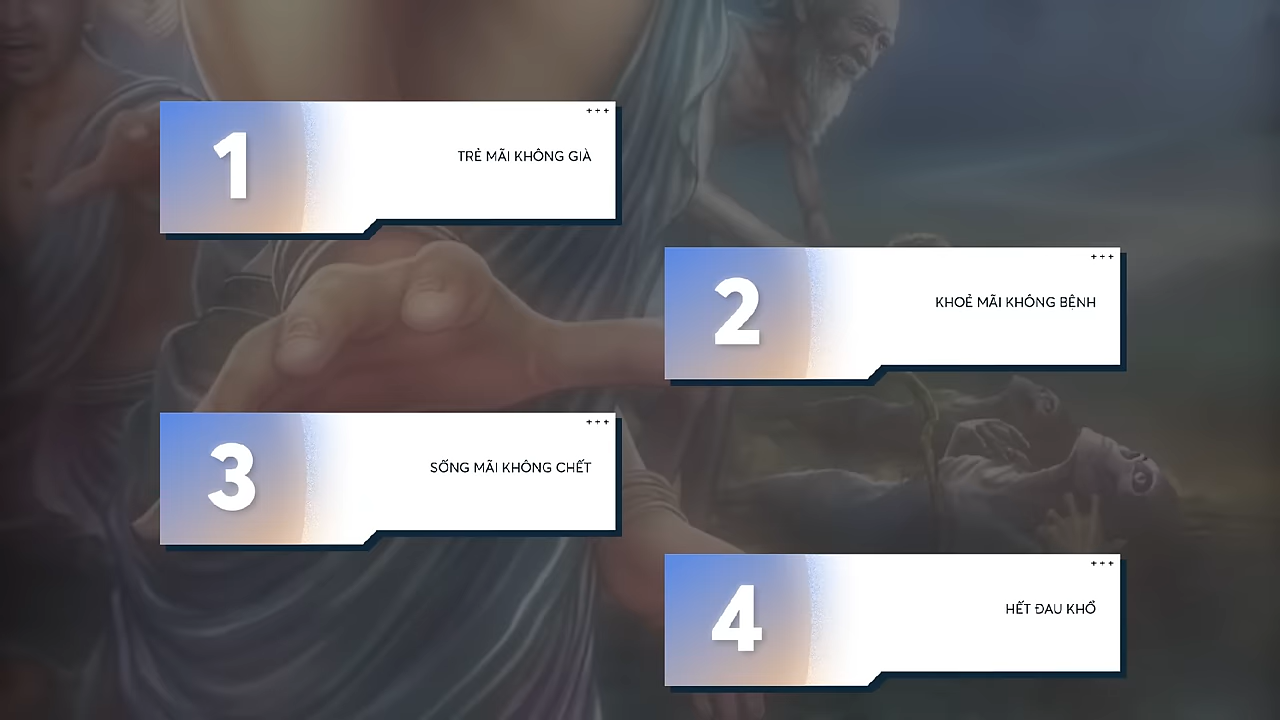 +++
1
TRẺ MÃI KHÔNG GIÀ
+++
2
KHOẺ MÃI KHÔNG BỆNH
+++
3
SỐNG MÃI KHÔNG CHẾT
+++
4
HẾT ĐAU KHỔ